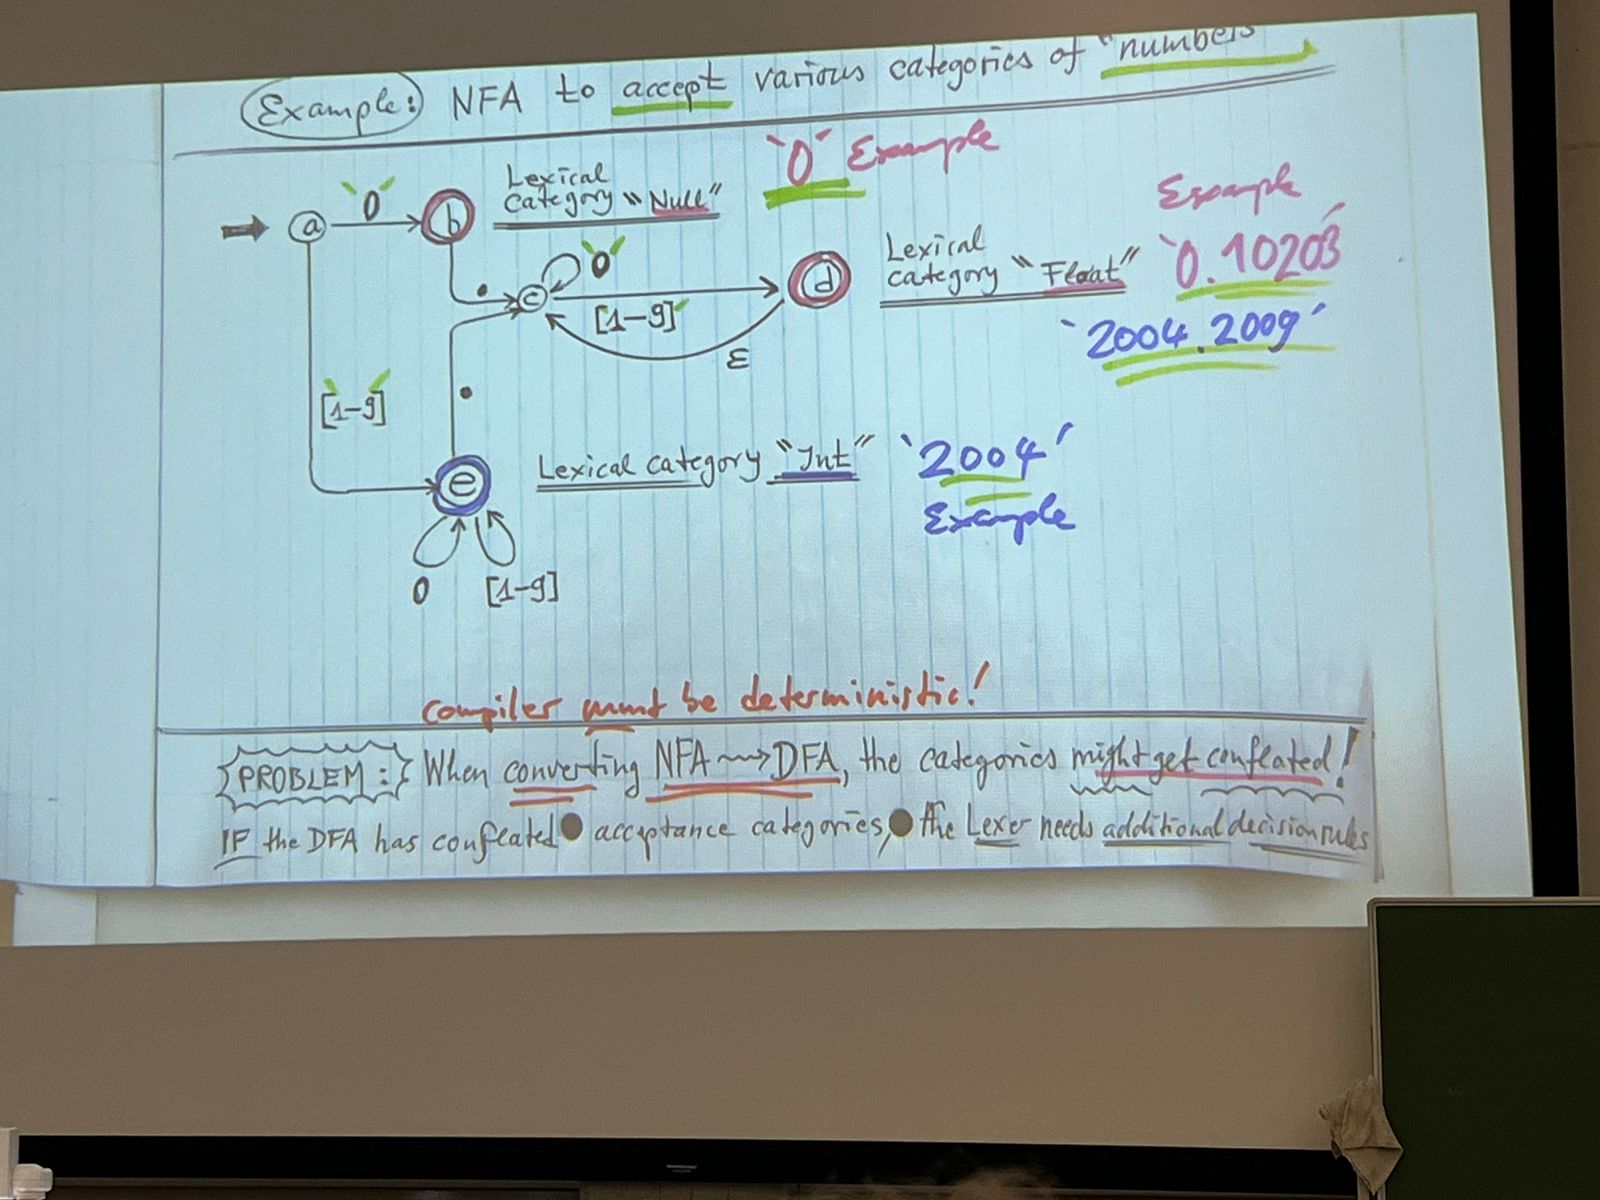 Example: NFA to accept various categories of "numbers"
`0´ Example
Lexical
category "Null"
`0´
a
b
Example
Lexical
category "Float"
`0.10203´
`0´
.
c
d
[1-9]
`2004.2009´
ε
`[1-9]´
.
e
Lexical category "Int"
`2004´
Example
0
[1-9]
compiler must be deterministic!
PROBLEM: When converting NFA ⇝ DFA, the categories might get conflated!
IF the DFA has conflated acceptance categories, the Lexer needs additional decision rules